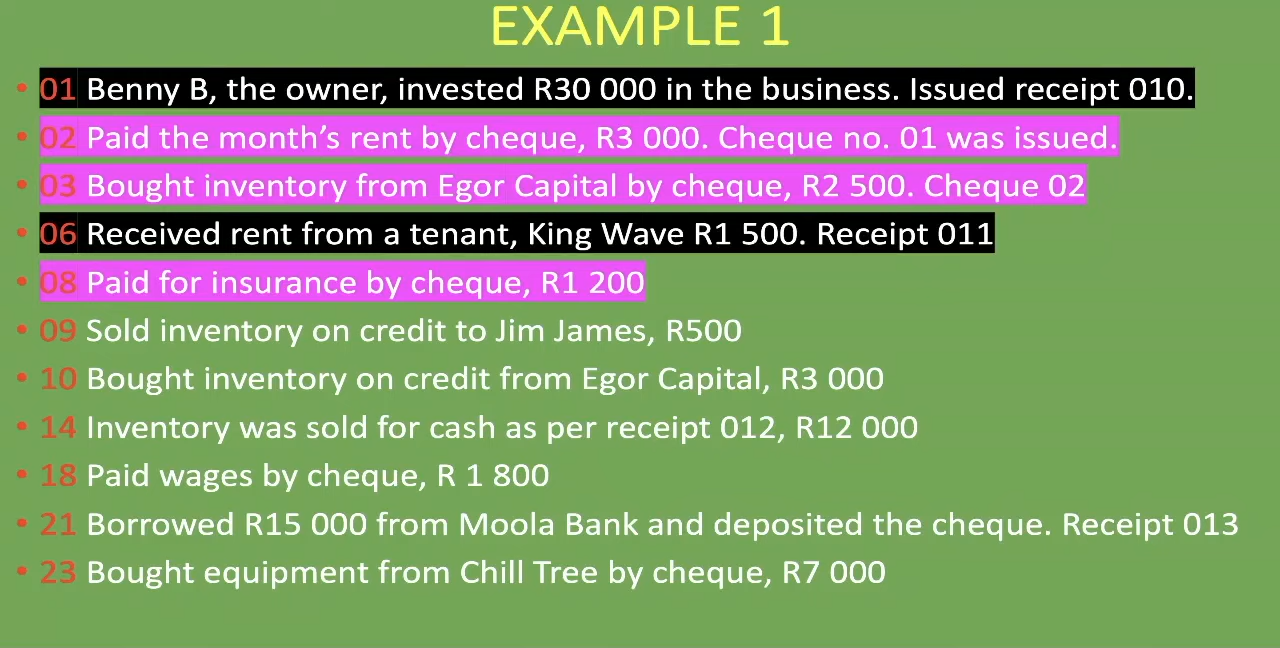 EXAMPLE 1
• 01 Benny B, the owner, invested R30 000 in the business. Issued receipt 010.
• 02 Paid the month’s rent by cheque, R3 000. Cheque no. 01 was issued.
• 03 Bought inventory from Egor Capital by cheque, R2 500. Cheque 02
• 06 Received rent from a tenant, King Wave R1 500. Receipt 011
• 08 Paid for insurance by cheque, R1 200
• 09 Sold inventory on credit to Jim James, R500
• 10 Bought inventory on credit from Egor Capital, R3 000
• 14 Inventory was sold for cash as per receipt 012, R12 000
• 18 Paid wages by cheque, R 1 800
• 21 Borrowed R15 000 from Moola Bank and deposited the cheque. Receipt 013
• 23 Bought equipment from Chill Tree by cheque, R7 000